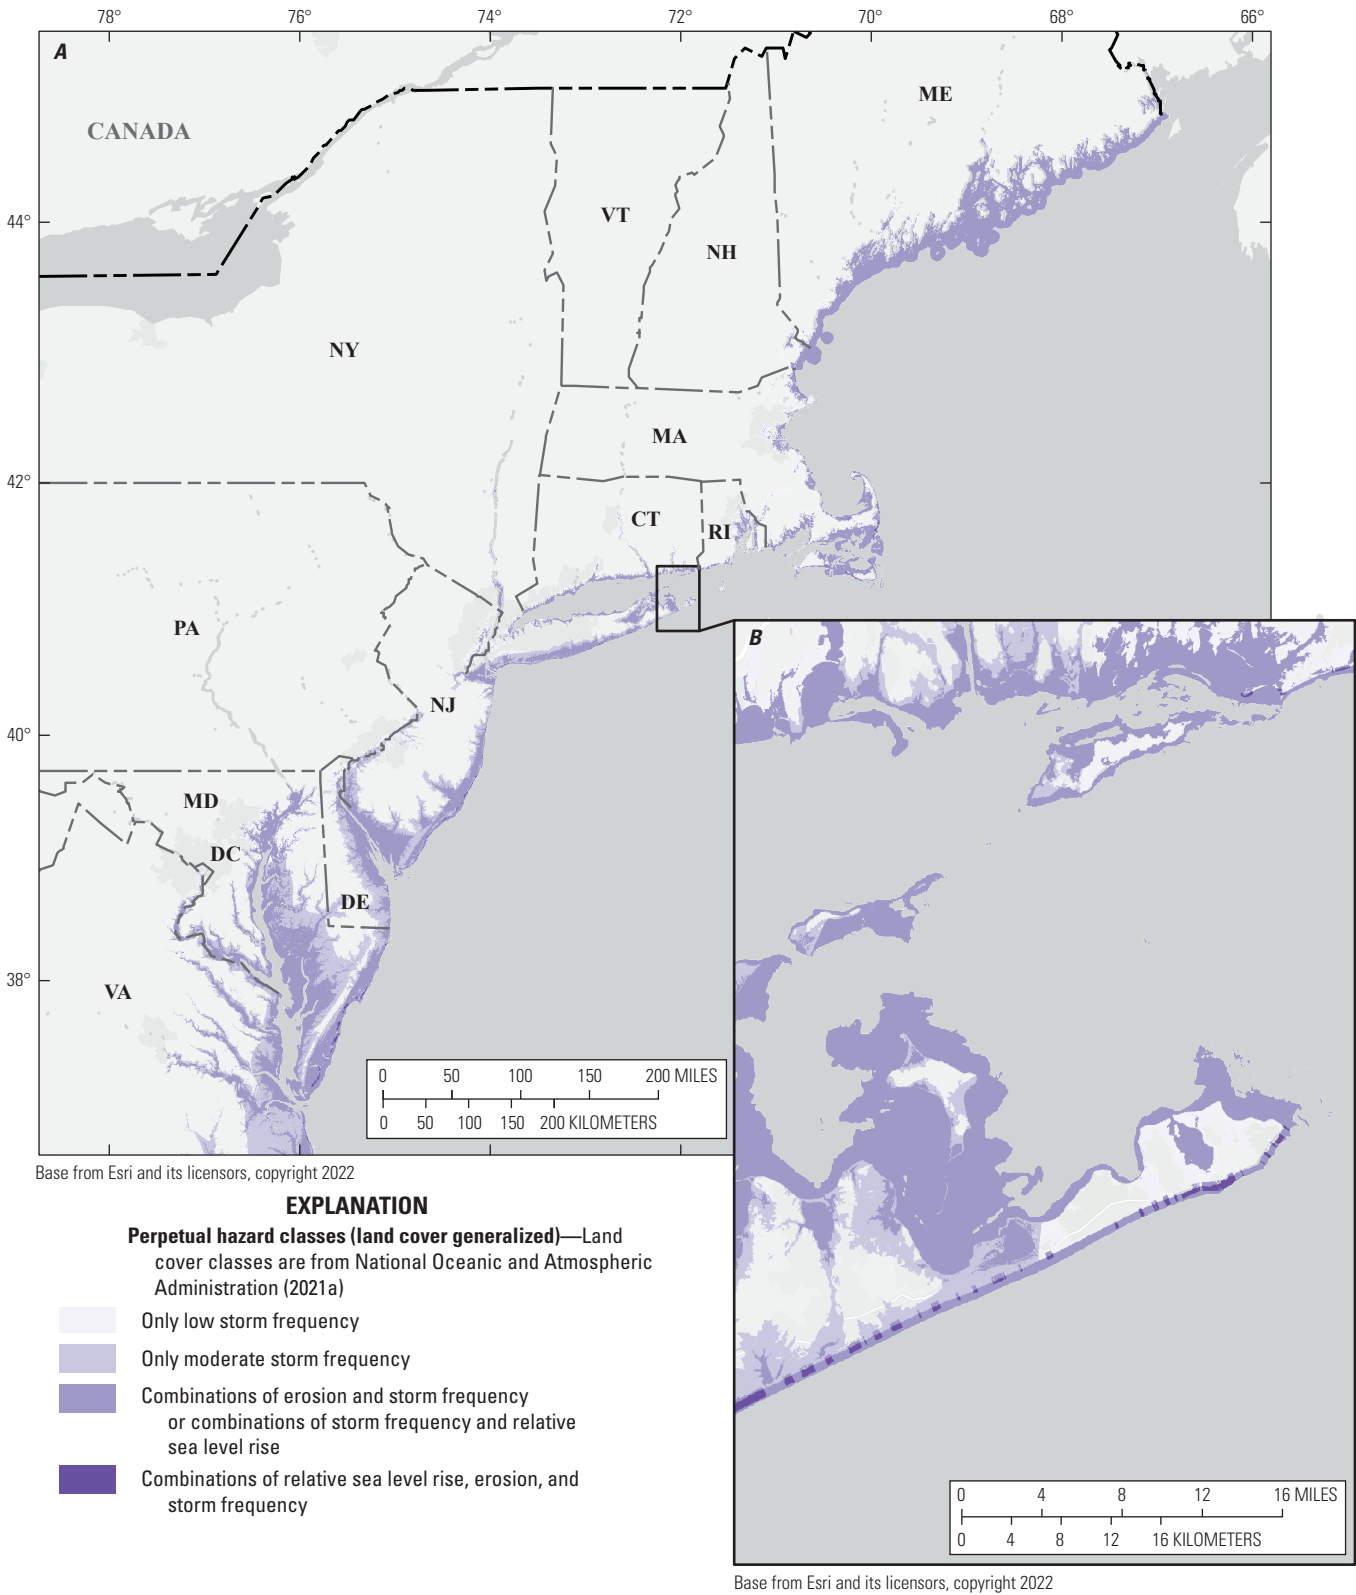 78°
76°
74°
72°
70°
68°
66°
A
CANADA
ME
VT
44°
NH
NY
MA
42°
CT
RI
PA
B
NJ
40°
MD
DC
DE
38°
VA
0 50 100 150 200 MILES
0 50 100 150 200 KILOMETERS
Base from Esri and its licensors, copyright 2022
EXPLANATION
Perpetual hazard classes (land cover generalized)—Land
cover classes are from National Oceanic and Atmospheric
Administration (2021a)
Only low storm frequency
Only moderate storm frequency
Combinations of erosion and storm frequency
or combinations of storm frequency and relative
sea level rise
Combinations of relative sea level rise, erosion, and
storm frequency
0 4 8 12 16 MILES
0 4 8 12 16 KILOMETERS
Base from Esri and its licensors, copyright 2022